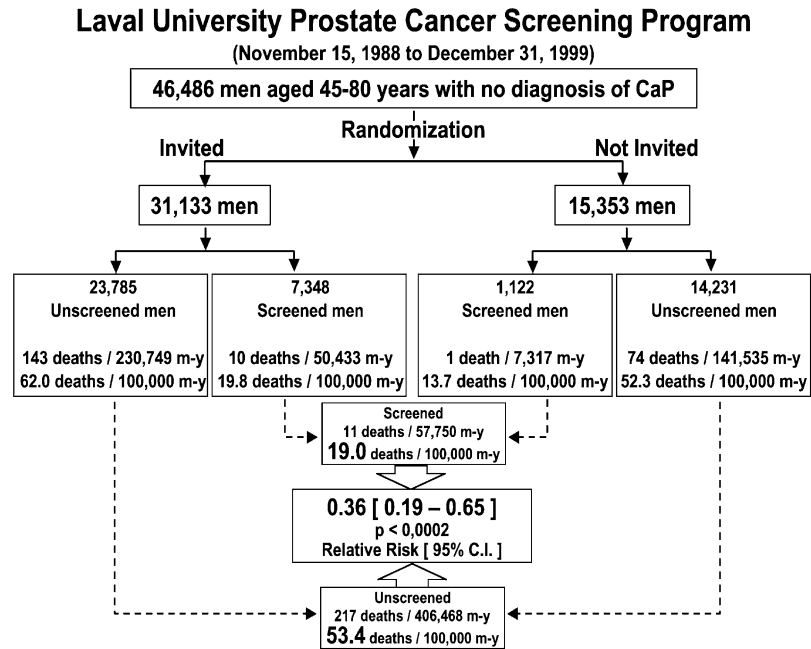 Laval University Prostate Cancer Screening Program
(November 15, 1988 to December 31, 1999)
46,486 men aged 45-80 years with no diagnosis of CaP
Randomization
Invited
Not Invited
31,133 men
15,353 men
23,785
Unscreened men
143 deaths / 230,749 m-y
62.0 deaths / 100,000 m-y
7,348
Screened men
10 deaths / 50,433 m-y
19.8 deaths / 100,000 m-y
1,122
Screened men
1 death / 7,317 m-y
13.7 deaths / 100,000 m-y
14,231
Unscreened men
74 deaths / 141,535 m-y
52.3 deaths / 100,000 m-y
Screened
11 deaths / 57,750 m-y
19.0 deaths / 100,000 m-y
0.36 [ 0.19 – 0.65 ]
p < 0,0002
Relative Risk [ 95% C.I. ]
Unscreened
217 deaths / 406,468 m-y
53.4 deaths / 100,000 m-y